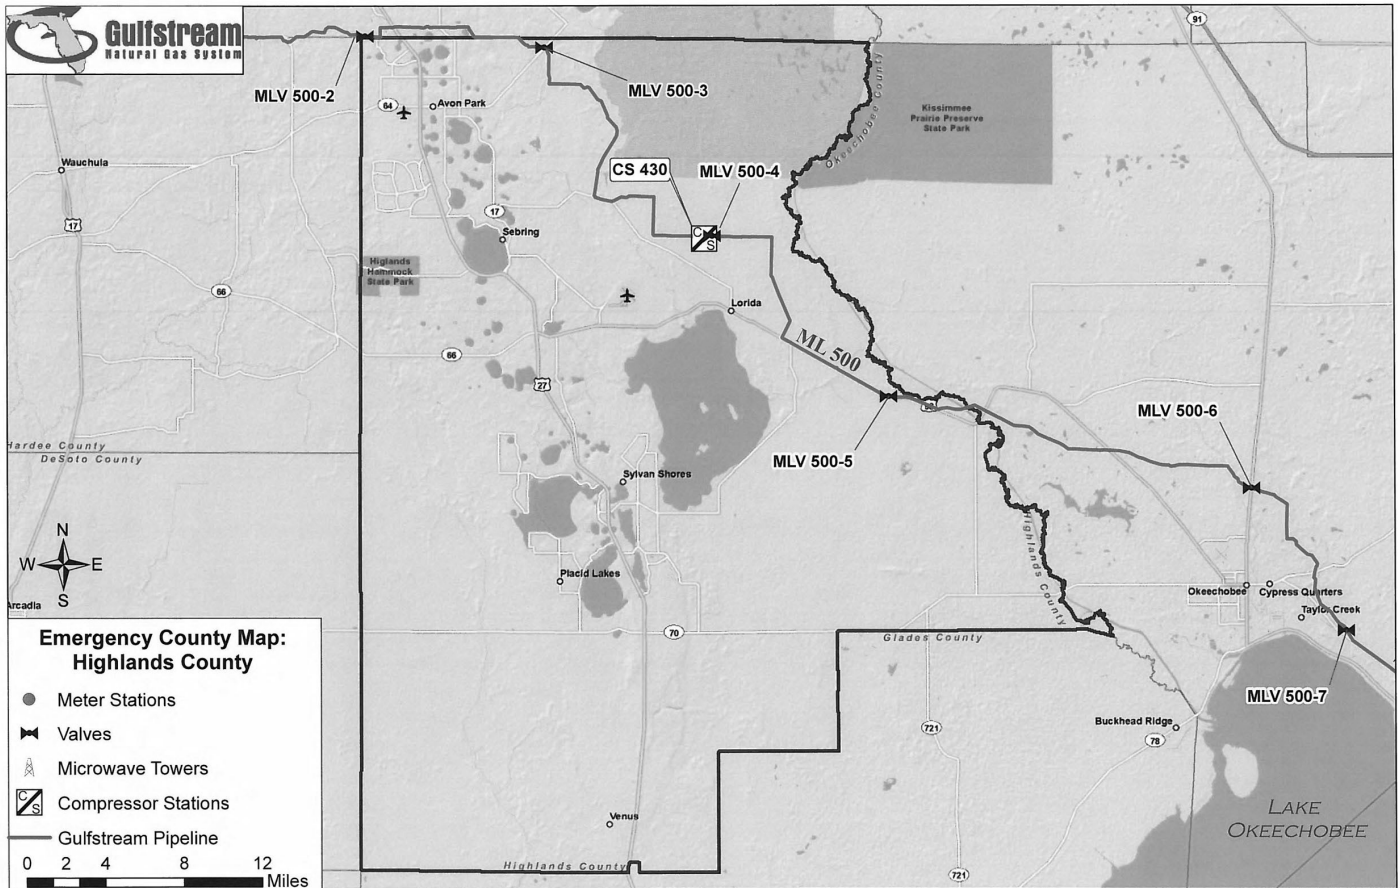 Gulfstream
Natural Gas System
MLV 500-2
MLV 500-3
91
64
Avon Park
Kissimmee
Prairie Preserve
State Park
Okeechobee County
Wauchula
CS 430
MLV 500-4
17
17
Sebring
C
S
Higlands
Hammock
State Park
66
Lorida
66
ML 500
27
MLV 500-6
MLV 500-5
Hardee County
DeSoto County
Sylvan Shores
Highlands County
N
W
E
S
Placid Lakes
Okeechobee
Cypress Quarters
Taylor Creek
Arcadia
70
Glades County
MLV 500-7
Buckhead Ridge
721
78
Venus
LAKE
OKEECHOBEE
Highlands County
721
Emergency County Map:
Highlands County
Meter Stations
Valves
Microwave Towers
C
S
Compressor Stations
Gulfstream Pipeline
0 2 4 8 12
Miles